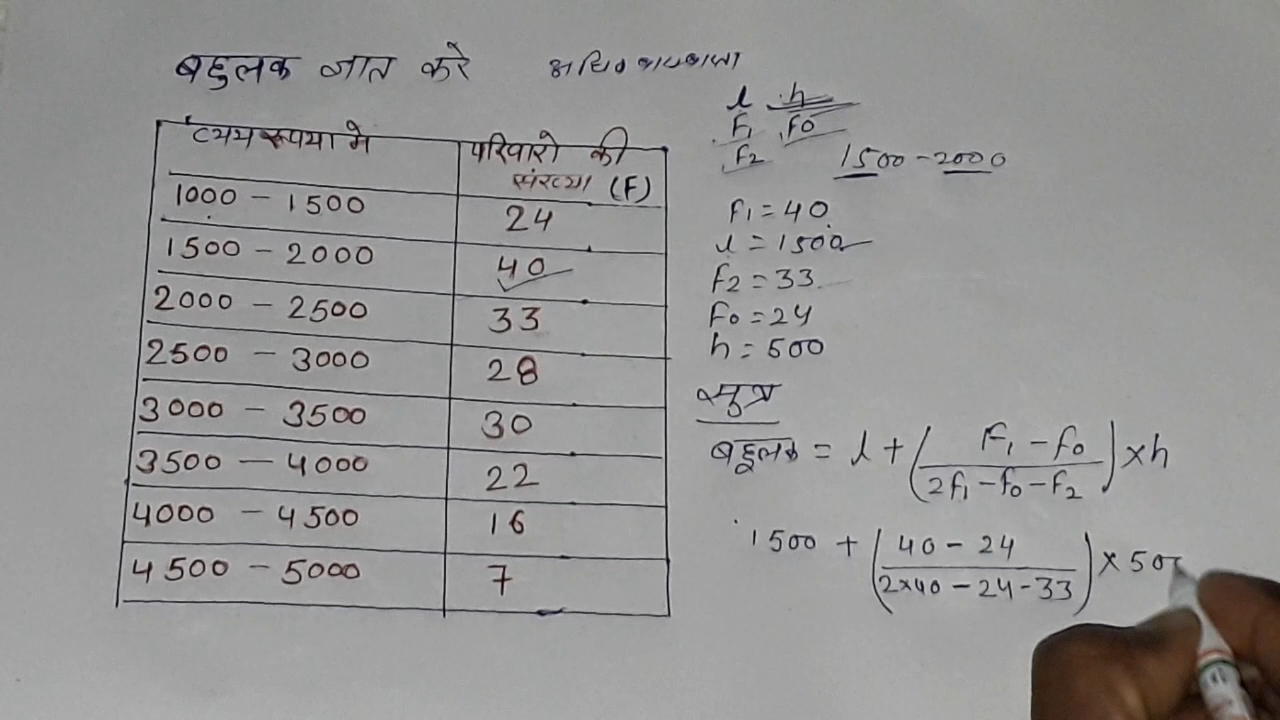 बहुलक ज्ञात करे
l h
F1 F0
F2 1500-2000
व्यय रूपया मे परिवारो की संख्या (F)
1000 - 1500 24
1500 - 2000 40
2000 - 2500 33
2500 - 3000 28
3000 - 3500 30
3500 - 4000 22
4000 - 4500 16
4500 - 5000 7
F1 = 40
l = 1500
F2 = 33
F0 = 24
h = 500
सुत्र
बहुलक = l + (F1 - f0 / 2f1 - f0 - F2) × h
1500 + (40 - 24 / 2×40 - 24 - 33) × 500